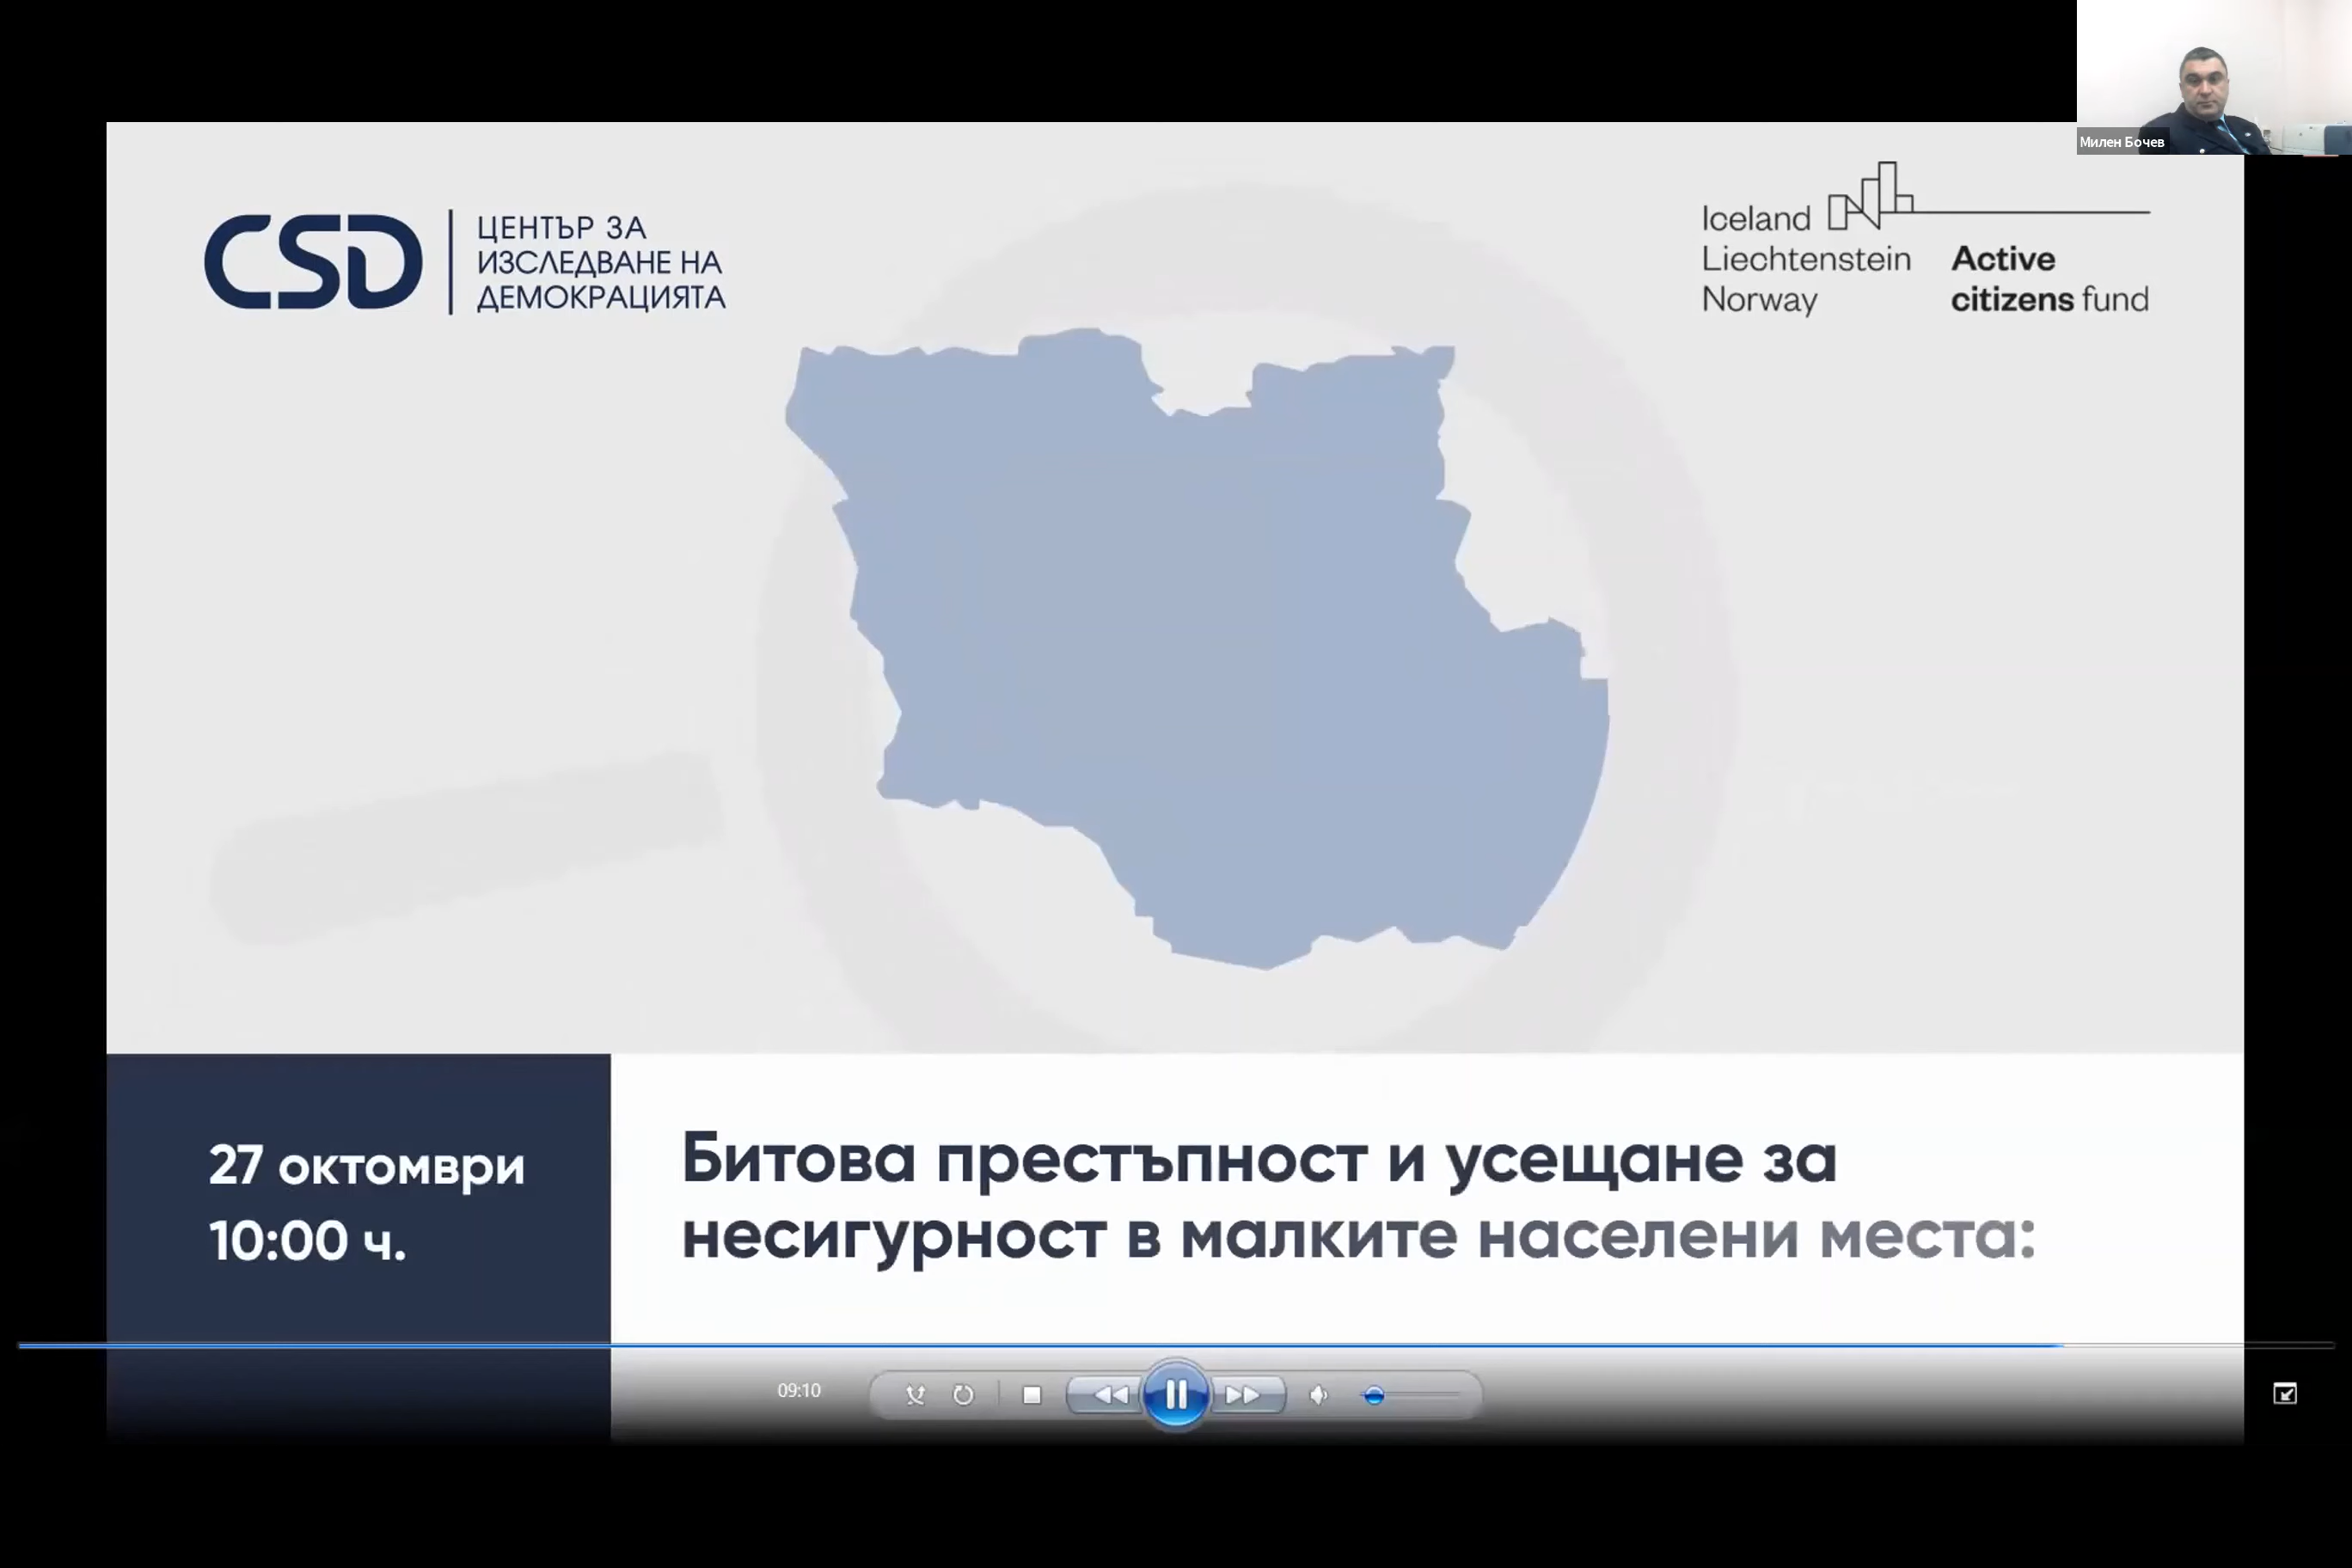 Милен Бочев
CSD
ЦЕНТЪР ЗА
ИЗСЛЕДВАНЕ НА
ДЕМОКРАЦИЯТА
Iceland
Liechtenstein
Norway
Active
citizens fund
27 октомври
10:00 ч.
Битова престъпност и усещане за
несигурност в малките населени места:
09:10